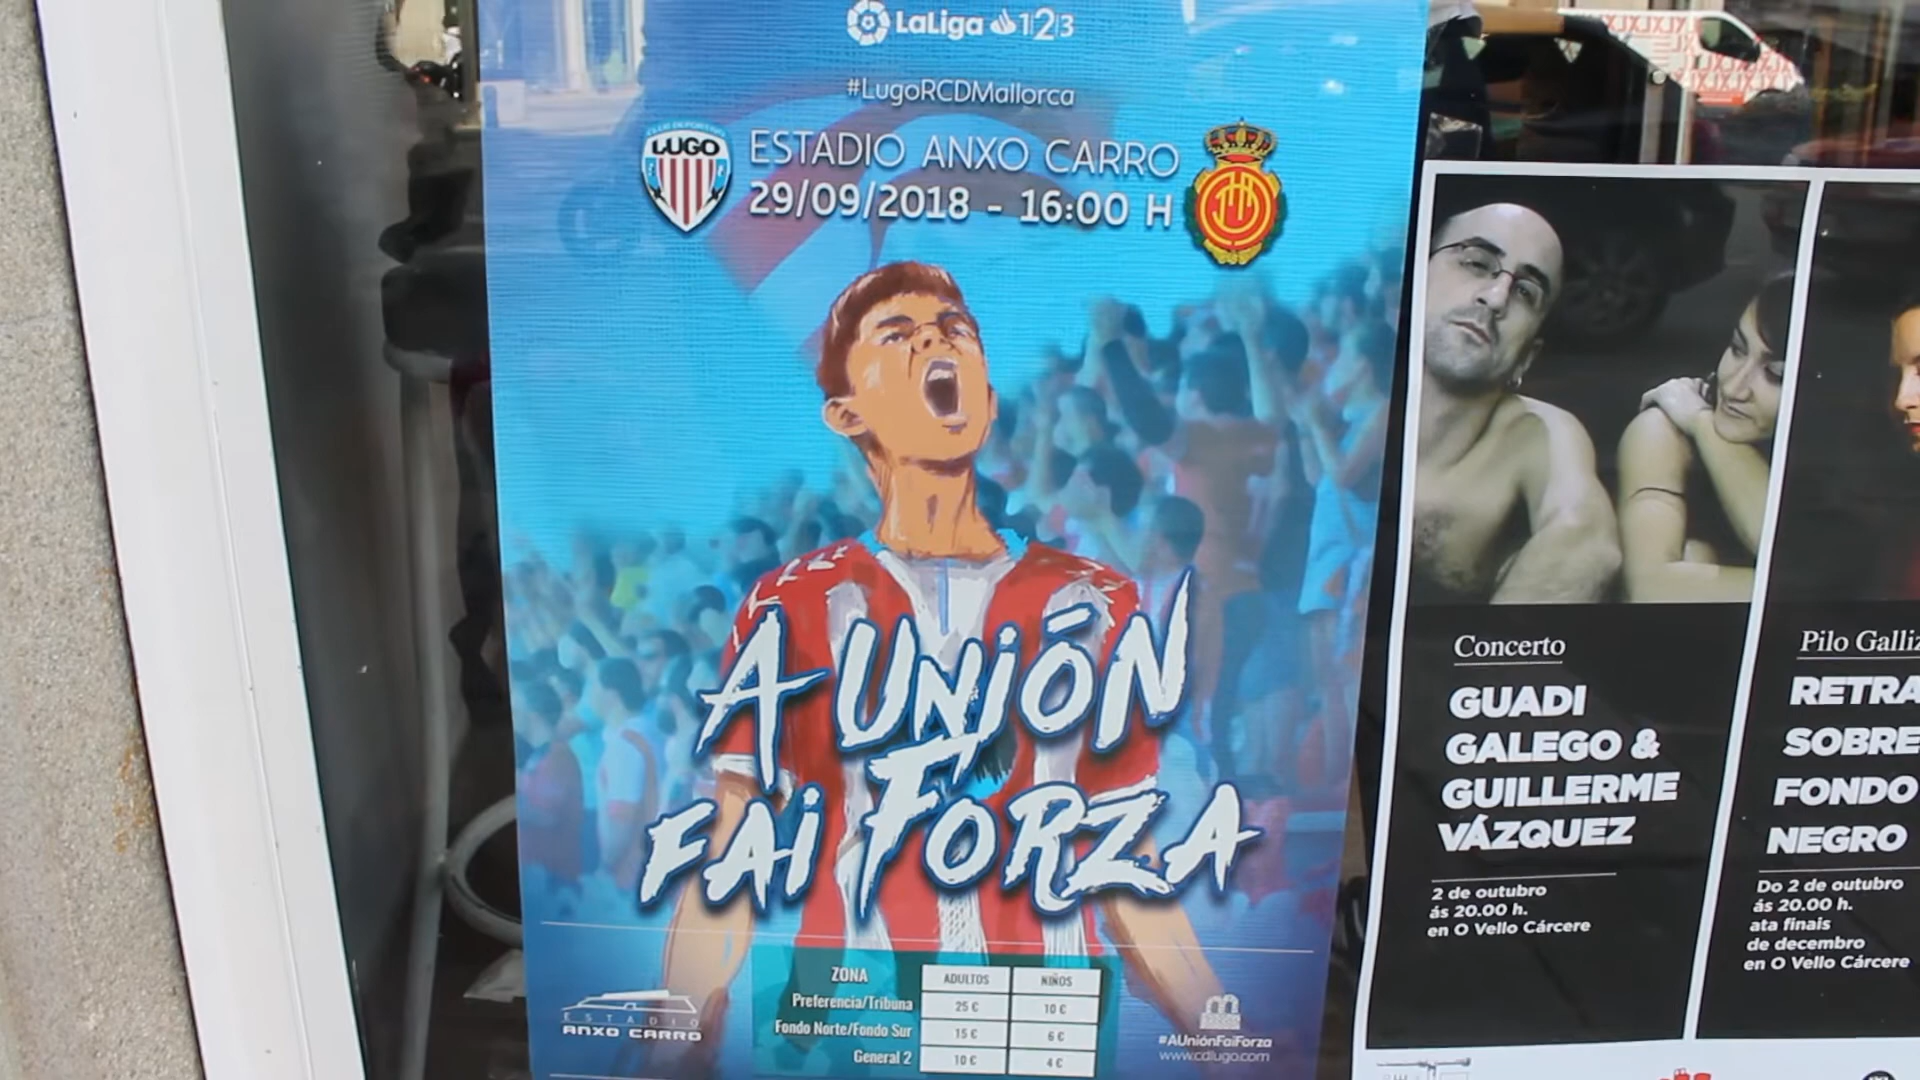 LaLiga 1|2|3
#LugoRCDMallorca
CLUB DEPORTIVO
LUGO
ESTADIO ANXO CARRO
29/09/2018 - 16:00 H
A UNIÓN
FAI FORZA
ZONA ADULTOS NIÑOS
Preferencia/Tribuna 25 € 10 €
Fondo Norte/Fondo Sur 15 € 6 €
General 2 10 € 4 €
ESTADIO
ANXO CARRO
#AUniónFaiForza
www.cdlugo.com
Concerto
GUADI
GALEGO &
GUILLERME
VÁZQUEZ
2 de outubro
ás 20.00 h.
en O Vello Cárcere
Pilo Galliz
RETRA
SOBRE
FONDO
NEGRO
Do 2 de outubro
ás 20.00 h.
ata finais
de decembro
en O Vello Cárcere